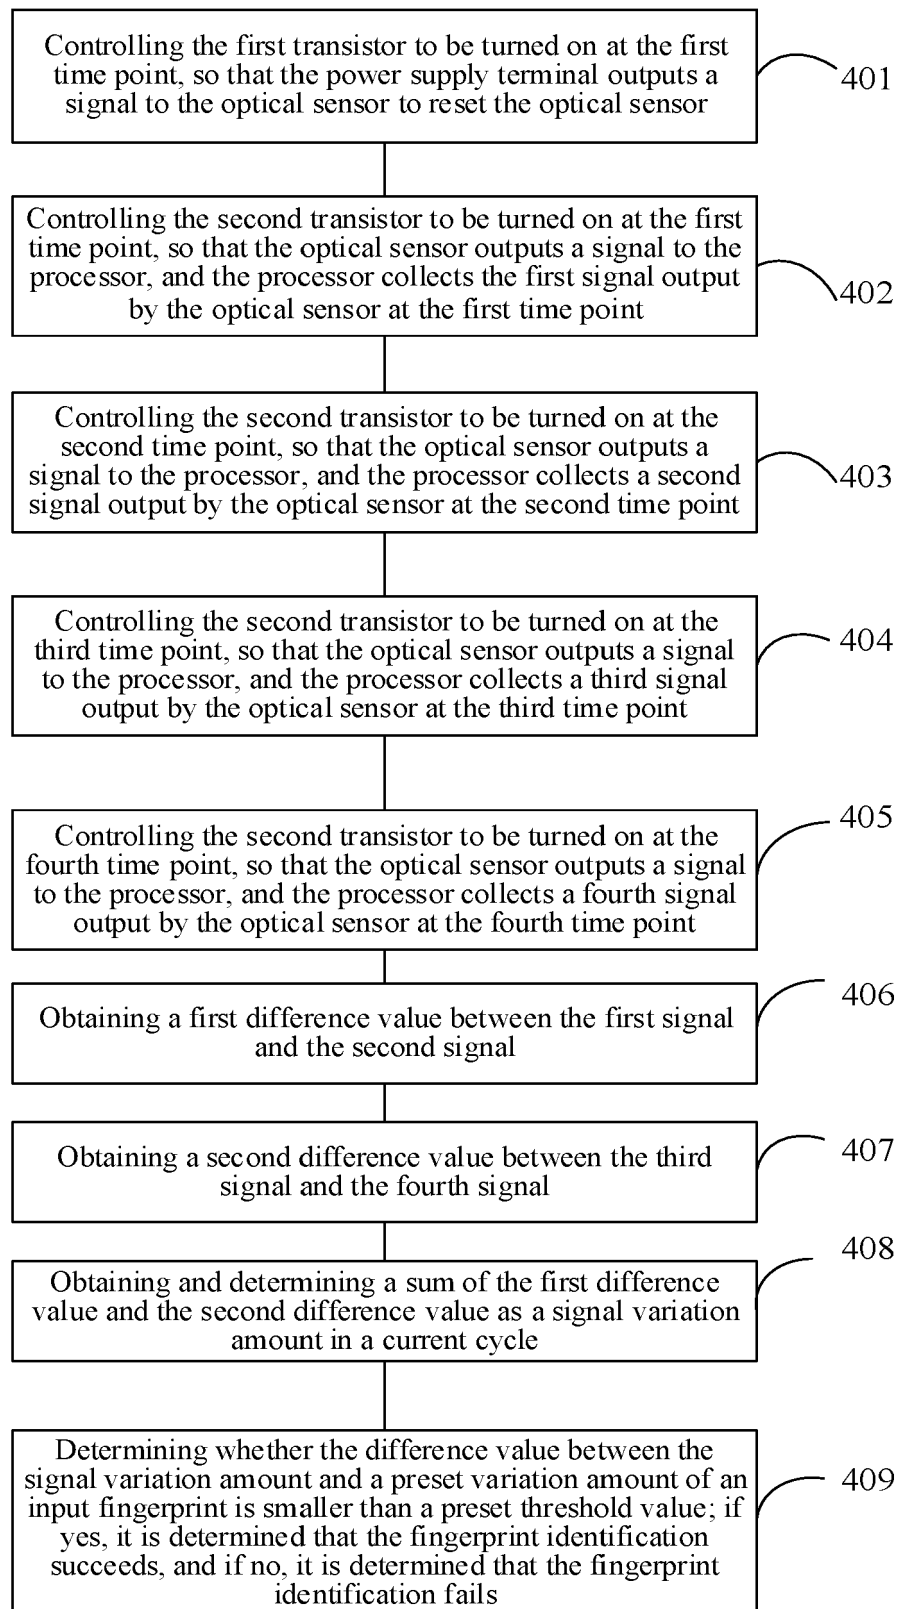 Controlling the first transistor to be turned on at the first
time point, so that the power supply terminal outputs a
signal to the optical sensor to reset the optical sensor
401
Controlling the second transistor to be turned on at the first
time point, so that the optical sensor outputs a signal to the
processor, and the processor collects the first signal output
by the optical sensor at the first time point
402
Controlling the second transistor to be turned on at the
second time point, so that the optical sensor outputs a
signal to the processor, and the processor collects a second
signal output by the optical sensor at the second time point
403
Controlling the second transistor to be turned on at the
third time point, so that the optical sensor outputs a signal
to the processor, and the processor collects a third signal
output by the optical sensor at the third time point
404
Controlling the second transistor to be turned on at the
fourth time point, so that the optical sensor outputs a signal
to the processor, and the processor collects a fourth signal
output by the optical sensor at the fourth time point
405
Obtaining a first difference value between the first signal
and the second signal
406
Obtaining a second difference value between the third
signal and the fourth signal
407
Obtaining and determining a sum of the first difference
value and the second difference value as a signal variation
amount in a current cycle
408
Determining whether the difference value between the
signal variation amount and a preset variation amount of an
input fingerprint is smaller than a preset threshold value; if
yes, it is determined that the fingerprint identification
succeeds, and if no, it is determined that the fingerprint
identification fails
409